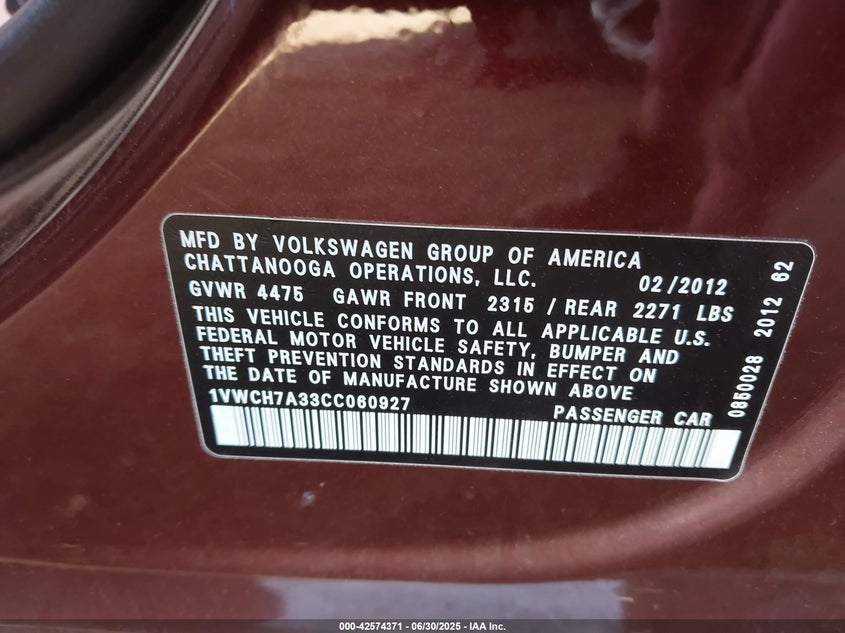 MFD BY VOLKSWAGEN GROUP OF AMERICA
CHATTANOOGA OPERATIONS, LLC. 02/2012
GVWR 4475 GAWR FRONT 2315 / REAR 2271 LBS
THIS VEHICLE CONFORMS TO ALL APPLICABLE U.S.
FEDERAL MOTOR VEHICLE SAFETY, BUMPER AND
THEFT PREVENTION STANDARDS IN EFFECT ON
THE DATE OF MANUFACTURE SHOWN ABOVE
1VWCH7A33CC060927 PASSENGER CAR
0850028 2012 62
000-42574371 | 06/30/2025 - IAA Inc.